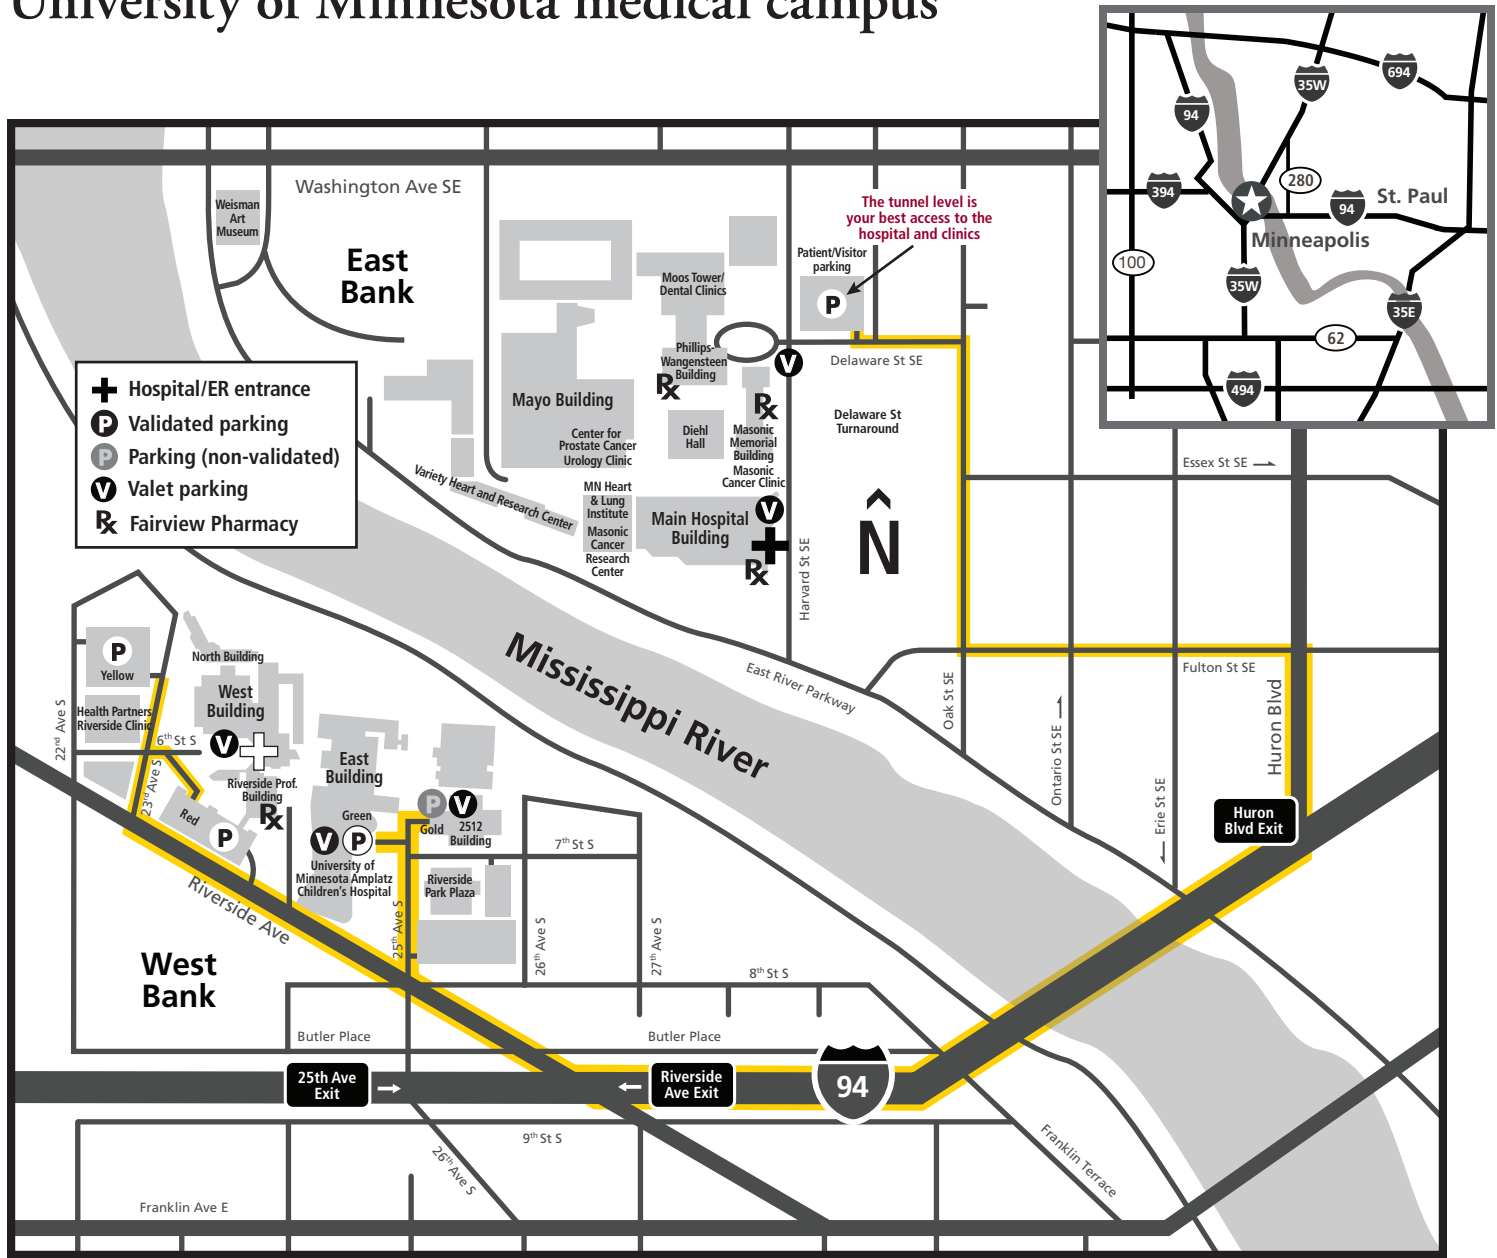 University of Minnesota medical campus
694
35W
94
280
394
94
St. Paul
Minneapolis
100
35W
35E
62
494
Washington Ave SE
Weisman
Art
Museum
East
Bank
The tunnel level is
your best access to the
hospital and clinics
Patient/Visitor
parking
P
Moos Tower/
Dental Clinics
Phillips-
Wangensteen
Building
Rx
V
Delaware St SE
Hospital/ER entrance
P Validated parking
P Parking (non-validated)
V Valet parking
Rx Fairview Pharmacy
Mayo Building
Center for
Prostate Cancer
Urology Clinic
Diehl
Hall
Rx
Masonic
Memorial
Building
Masonic
Cancer Clinic
Delaware St
Turnaround
Essex St SE
Variety Heart and Research Center
MN Heart
& Lung
Institute
Masonic
Cancer
Research
Center
Main Hospital
Building
V
Rx
Harvard St SE
N
Mississippi River
East River Parkway
Oak St SE
Fulton St SE
Ontario St SE
Erie St SE
Huron Blvd
Huron
Blvd Exit
P
Yellow
North Building
West
Building
Health Partners
Riverside Clinic
22nd Ave S
6th St S
V
23rd Ave S
Riverside Prof.
Building
Rx
Red
P
East
Building
Green
V
P
University of
Minnesota Amplatz
Children's Hospital
P
V
Gold
2512
Building
Riverside
Park Plaza
7th St S
25th Ave S
26th Ave S
27th Ave S
8th St S
Riverside Ave
West
Bank
Butler Place
Butler Place
25th Ave
Exit
Riverside
Ave Exit
94
9th St S
26th Ave S
Franklin Terrace
Franklin Ave E